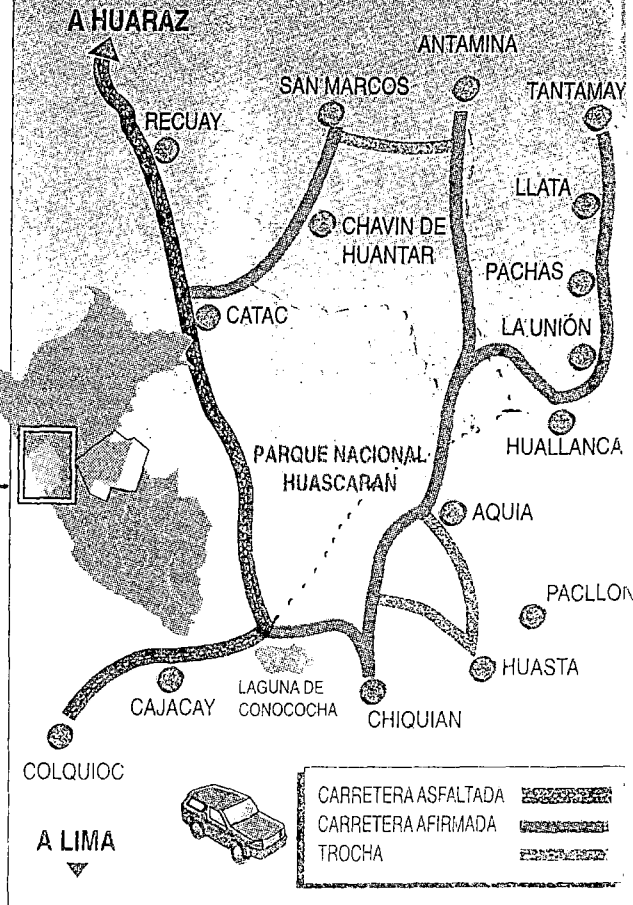 A HUARAZ
ANTAMINA
SAN MARCOS
TANTAMAY
RECUAY
LLATA
CHAVIN DE
HUANTAR
PACHAS
CATAC
LA UNIÓN
HUALLANCA
PARQUE NACIONAL
HUASCARAN
AQUIA
PACLLON
HUASTA
CAJACAY
LAGUNA DE
CONOCOCHA
CHIQUIAN
COLQUIOC
CARRETERA ASFALTADA
CARRETERA AFIRMADA
TROCHA
A LIMA